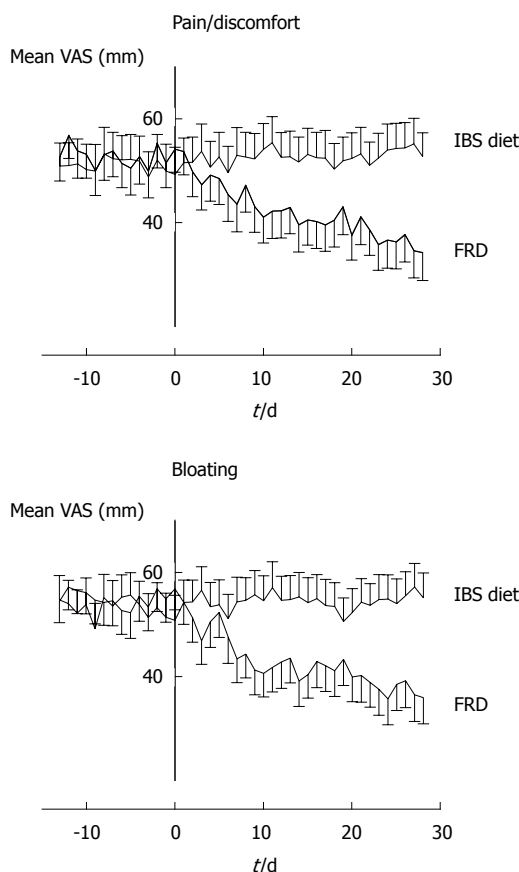 Pain/discomfort
Mean VAS (mm)
60
IBS diet
40
FRD
-10 0 10 20 30
t/d
Bloating
Mean VAS (mm)
60
IBS diet
40
FRD
-10 0 10 20 30
t/d